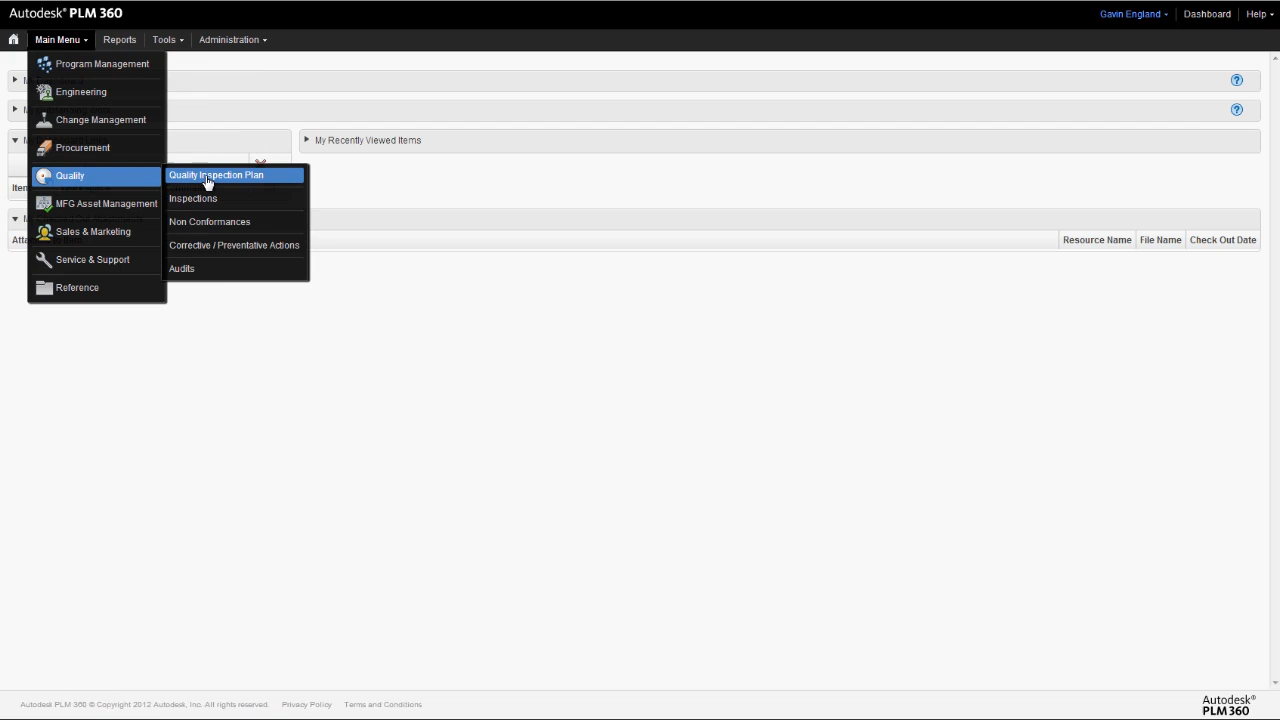 Autodesk® PLM 360
Gavin England
Dashboard
Help
Main Menu
Reports
Tools
Administration
Program Management
Engineering
Change Management
Procurement
Quality
MFG Asset Management
Sales & Marketing
Service & Support
Reference
Quality Inspection Plan
Inspections
Non Conformances
Corrective / Preventative Actions
Audits
My Recently Viewed Items
Resource Name
File Name
Check Out Date
Autodesk PLM 360 © Copyright 2012 Autodesk, Inc. All rights reserved.
Privacy Policy
Terms and Conditions
Autodesk®
PLM 360